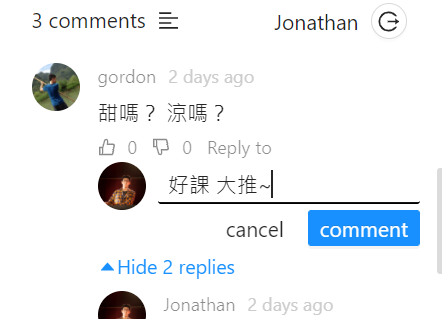 3 comments
Jonathan
gordon 2 days ago
甜嗎？ 涼嗎？
0 0 Reply to
好課 大推~
cancel comment
Hide 2 replies
Jonathan 2 days ago